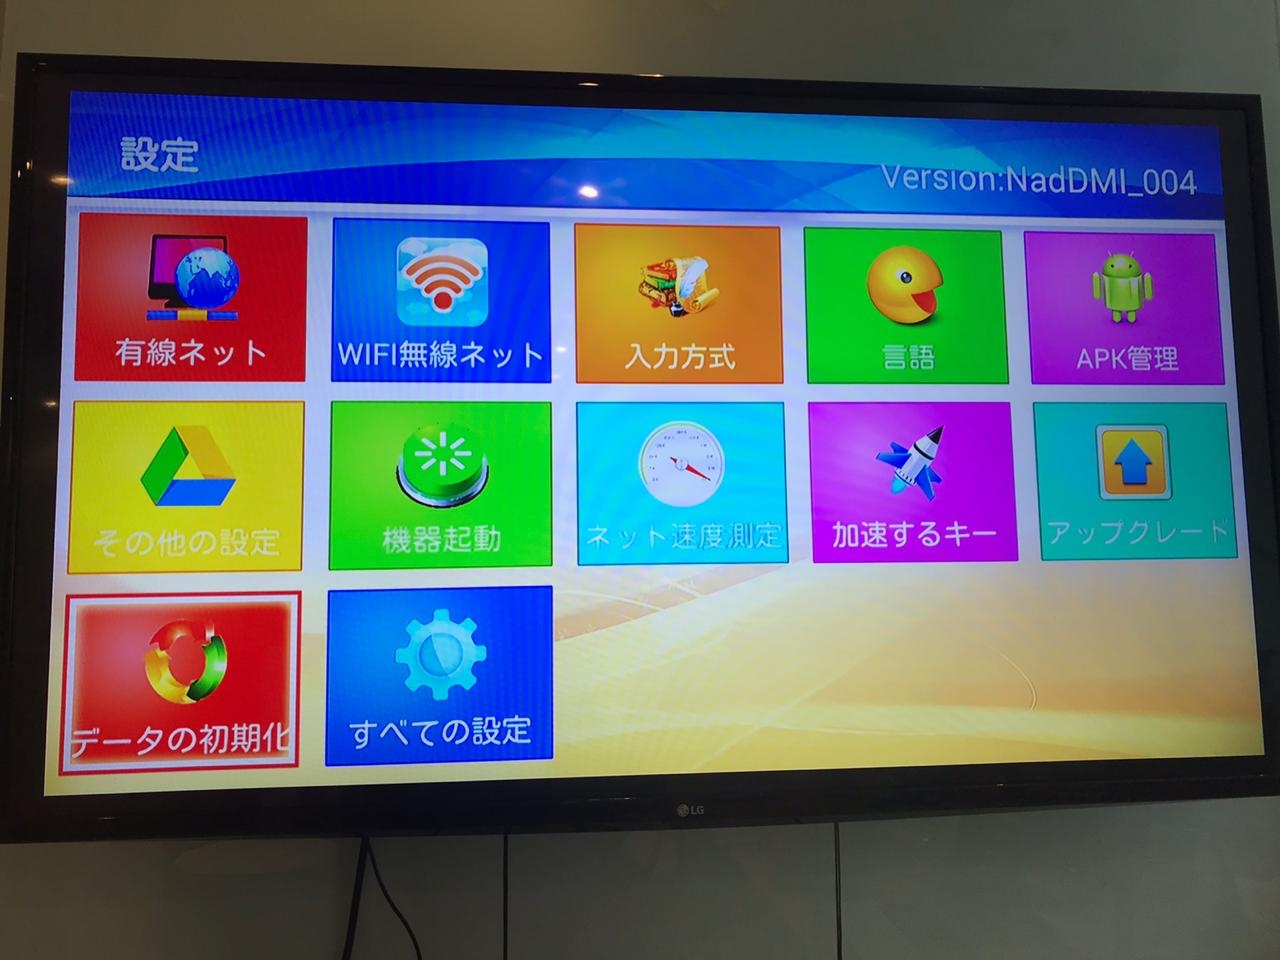 設定
Version:NadDMI_004
有線ネット
WIFI無線ネット
入力方式
言語
APK管理
その他の設定
機器起動
ネット速度測定
加速するキー
アップグレード
データの初期化
すべての設定
LG